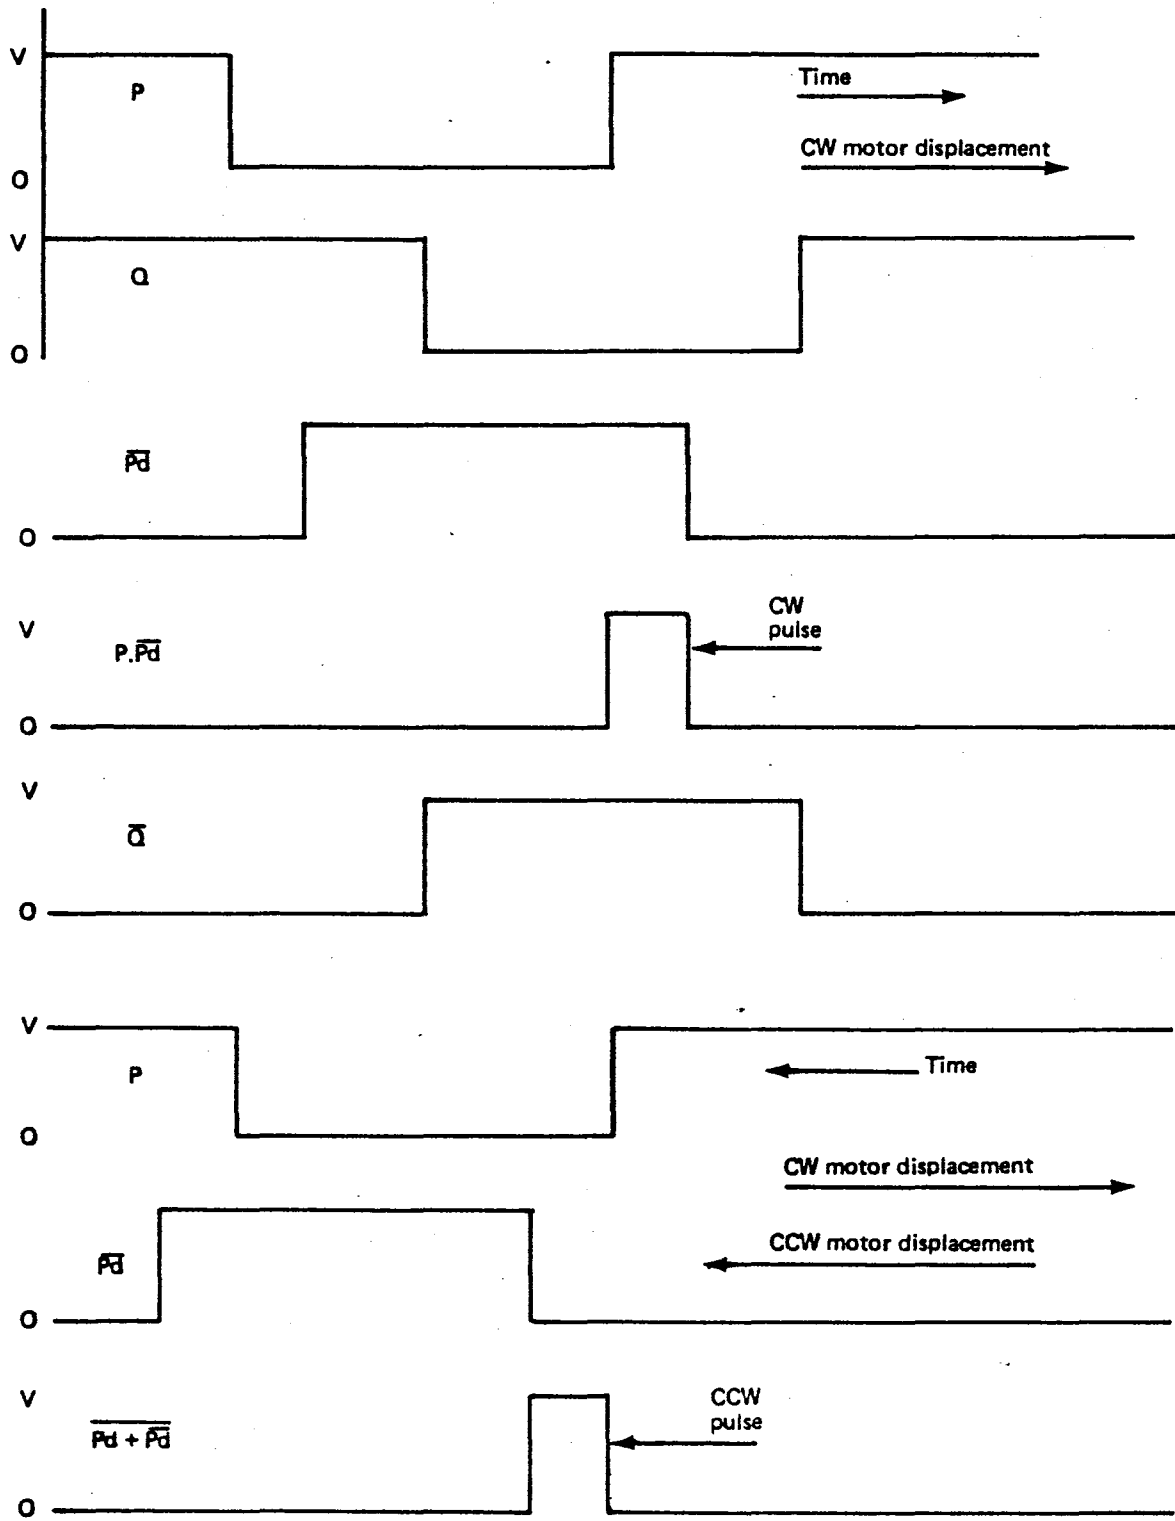 V
P
Time
CW motor displacement
O
V
Q
O
P̅d̅
O
CW
pulse
V
P.P̅d̅
O
V
Q̅
O
V
P
Time
O
CW motor displacement
CCW motor displacement
P̅d̅
O
V
CCW
pulse
P̅d̅ ̅+̅ ̅P̅d̅
O